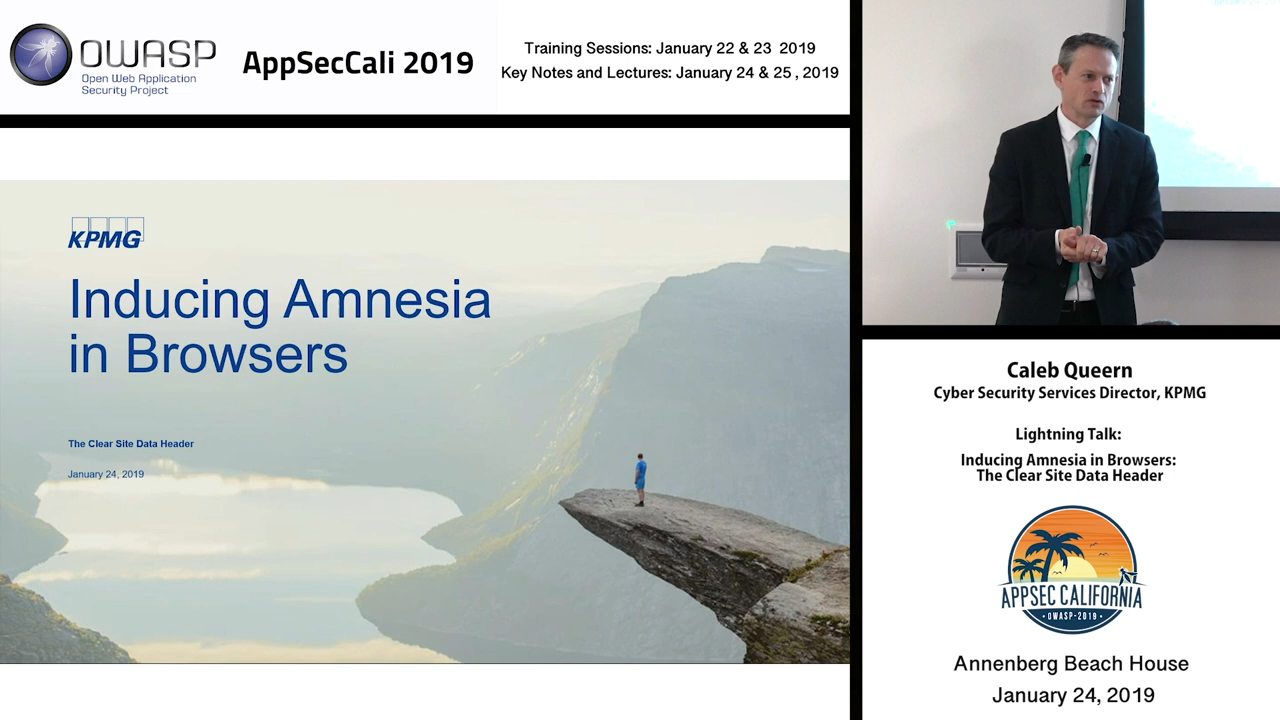 OWASP
Open Web Application
Security Project
AppSecCali 2019
Training Sessions: January 22 & 23 2019
Key Notes and Lectures: January 24 & 25 , 2019
KPMG
Inducing Amnesia
in Browsers
The Clear Site Data Header
January 24, 2019
Caleb Queern
Cyber Security Services Director, KPMG
Lightning Talk:
Inducing Amnesia in Browsers:
The Clear Site Data Header
APPSEC CALIFORNIA
• OWASP-2019 •
Annenberg Beach House
January 24, 2019